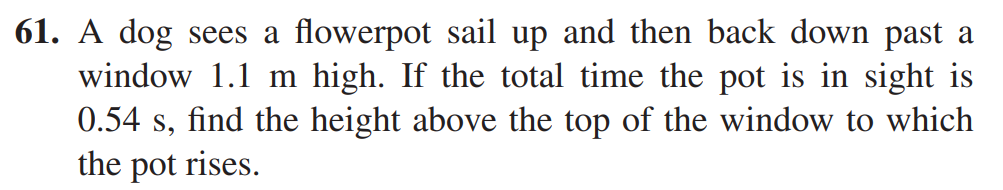 61. A dog sees a flowerpot sail up and then back down past a
window 1.1 m high. If the total time the pot is in sight is
0.54 s, find the height above the top of the window to which
the pot rises.